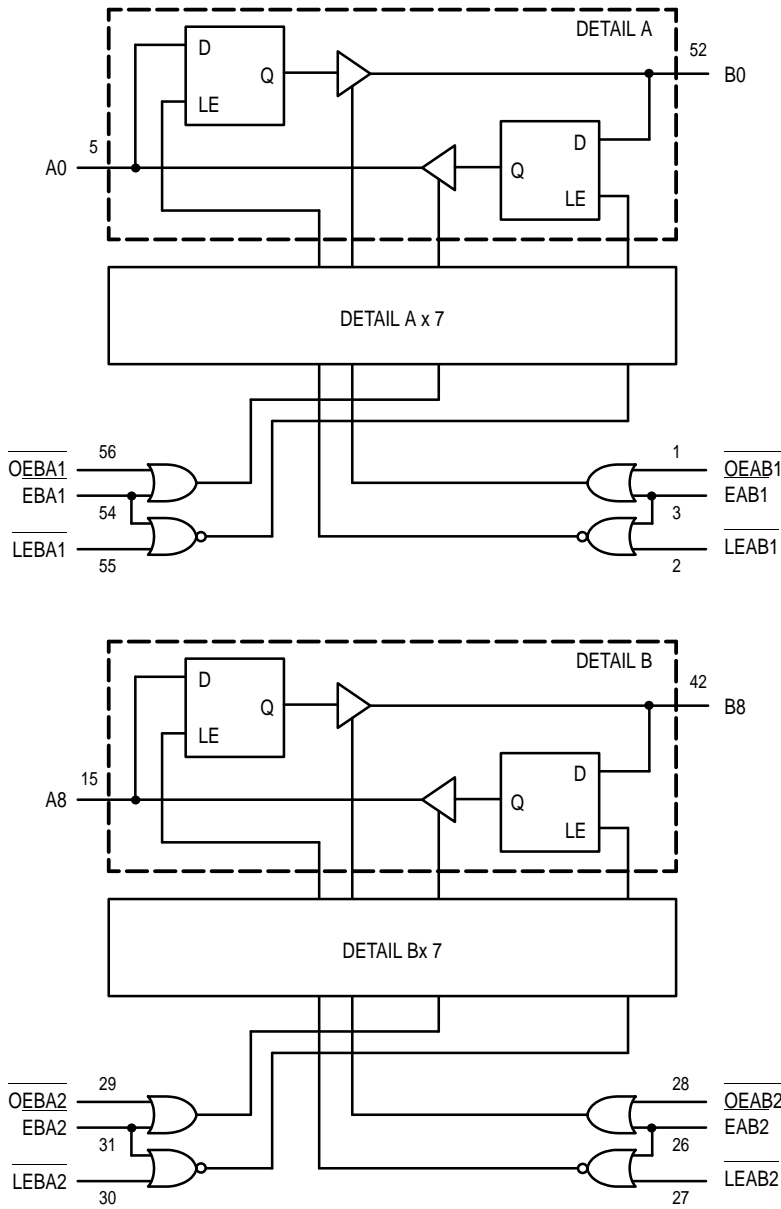 DETAIL A
52
D
Q
B0
LE
5
D
A0
Q
LE
DETAIL A x 7
56
1
OEBA1
OEAB1
EBA1
EAB1
54
3
LEBA1
LEAB1
55
2
DETAIL B
42
D
Q
B8
LE
15
D
A8
Q
LE
DETAIL Bx 7
29
28
OEBA2
OEAB2
EBA2
EAB2
31
26
LEBA2
LEAB2
30
27